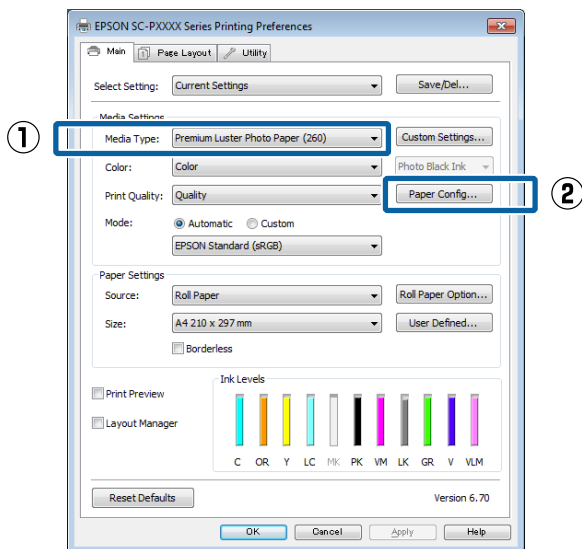 EPSON SC-PXXXX Series Printing Preferences
Main Page Layout Utility
Select Setting: Current Settings Save/Del...
Media Settings
① Media Type: Premium Luster Photo Paper (260) Custom Settings...
Color: Color Photo Black Ink
Print Quality: Quality Paper Config... ②
Mode: Automatic Custom
EPSON Standard (sRGB)
Paper Settings
Source: Roll Paper Roll Paper Option...
Size: A4 210 x 297 mm User Defined...
Borderless
Ink Levels
Print Preview
Layout Manager
C OR Y LC MK PK VM LK GR V VLM
Reset Defaults Version 6.70
OK Cancel Apply Help